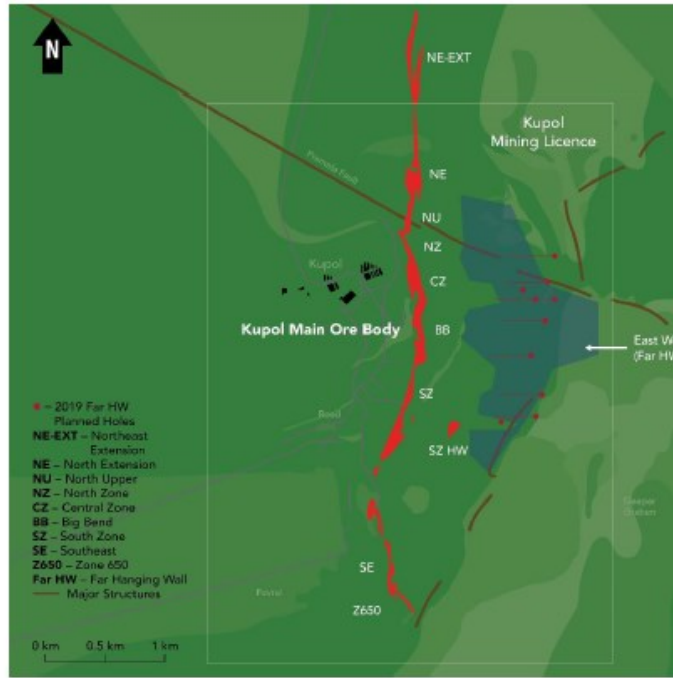 N
NE-EXT
Kupol
Mining Licence
NE
NU
NZ
Kupol
CZ
Kupol Main Ore Body
BB
East W
(Far HW
SZ
SZ HW
– 2019 Far HW
Planned Holes
NE-EXT – Northeast
Extension
NE – North Extension
NU – North Upper
NZ – North Zone
CZ – Central Zone
BB – Big Bend
SZ – South Zone
SE – Southeast
Z650 – Zone 650
Far HW – Far Hanging Wall
Major Structures
SE
Z650
0 km 0.5 km 1 km